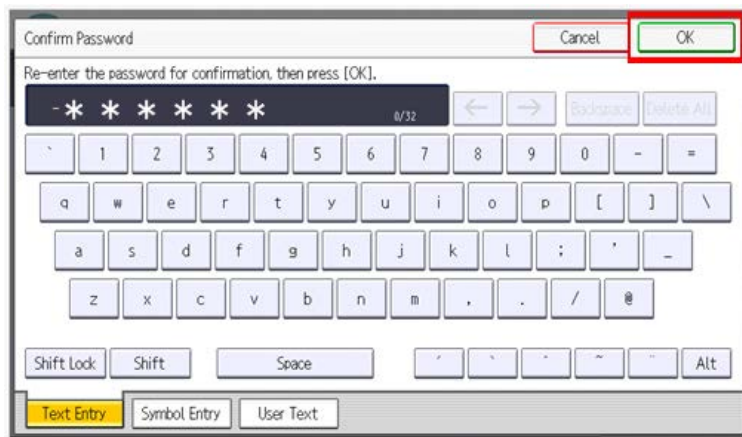 Confirm Password Cancel OK
Re-enter the password for confirmation, then press [OK].
-* * * * * * 0/32 ← → Backspace Delete All
` 1 2 3 4 5 6 7 8 9 0 - =
q w e r t y u i o p [ ] \
a s d f g h j k l ; ' _
z x c v b n m , . / @
Shift Lock Shift Space ´ ` ^ ~ ¨ Alt
Text Entry Symbol Entry User Text